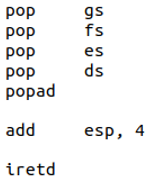 pop gs
pop fs
pop es
pop ds
popad
add esp, 4
iretd